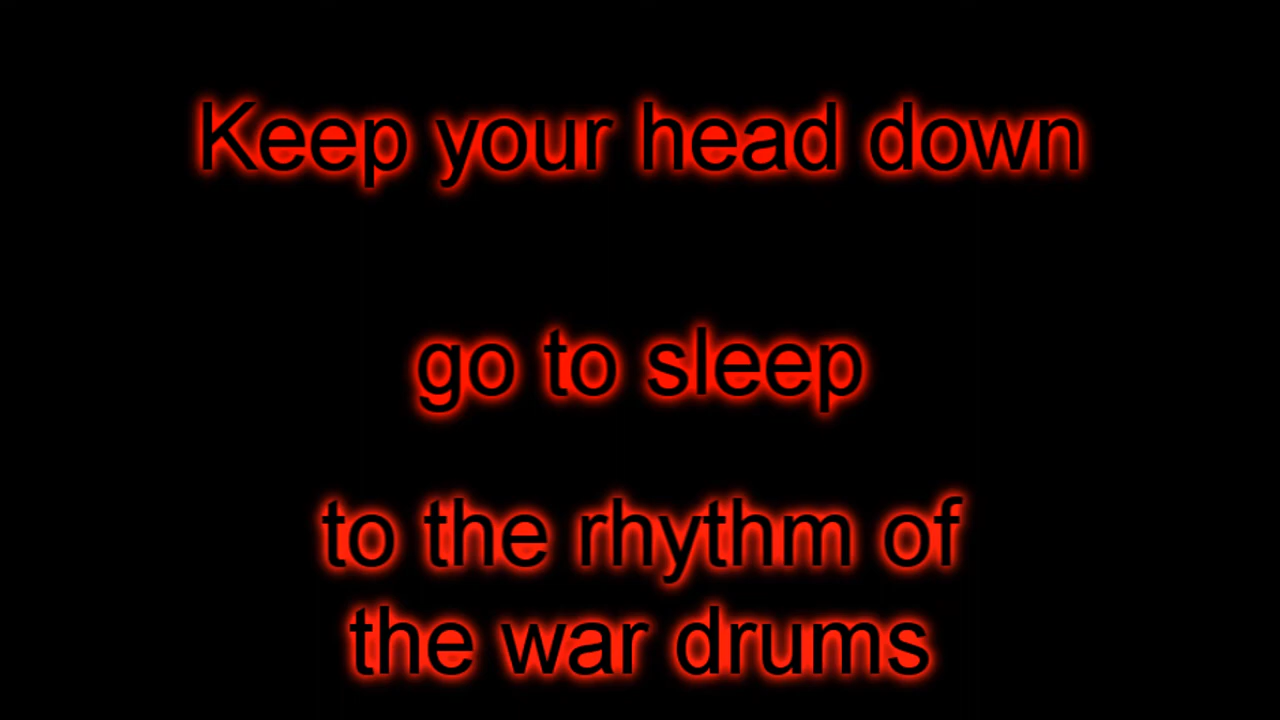 Keep your head down
go to sleep
to the rhythm of
the war drums